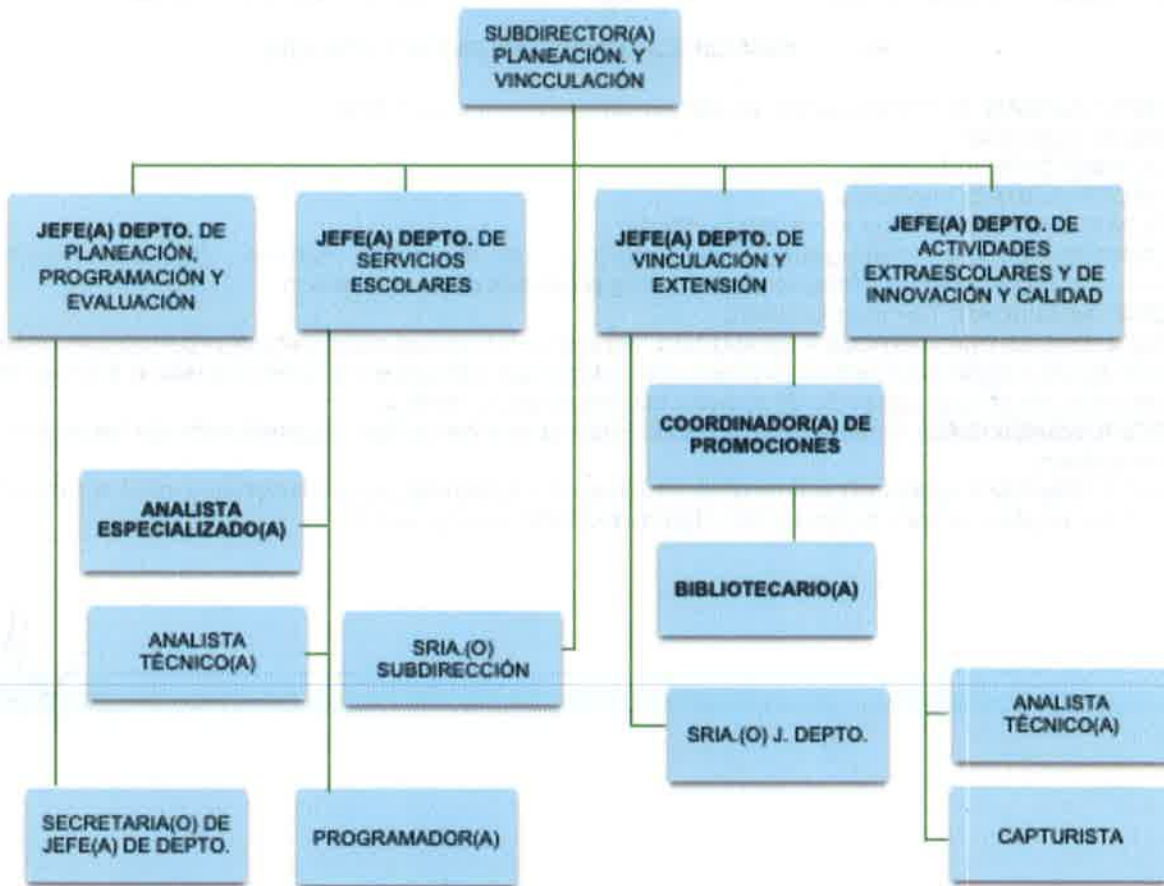 SUBDIRECTOR(A)
PLANEACIÓN. Y
VINCCULACIÓN
JEFE(A) DEPTO. DE
PLANEACIÓN,
PROGRAMACIÓN Y
EVALUACIÓN
JEFE(A) DEPTO. DE
SERVICIOS
ESCOLARES
JEFE(A) DEPTO. DE
VINCULACIÓN Y
EXTENSIÓN
JEFE(A) DEPTO. DE
ACTIVIDADES
EXTRAESCOLARES Y DE
INNOVACIÓN Y CALIDAD
COORDINADOR(A) DE
PROMOCIONES
ANALISTA
ESPECIALIZADO(A)
BIBLIOTECARIO(A)
ANALISTA
TÉCNICO(A)
SRIA.(O)
SUBDIRECCIÓN
SRIA.(O) J. DEPTO.
ANALISTA
TÉCNICO(A)
SECRETARIA(O) DE
JEFE(A) DE DEPTO.
PROGRAMADOR(A)
CAPTURISTA